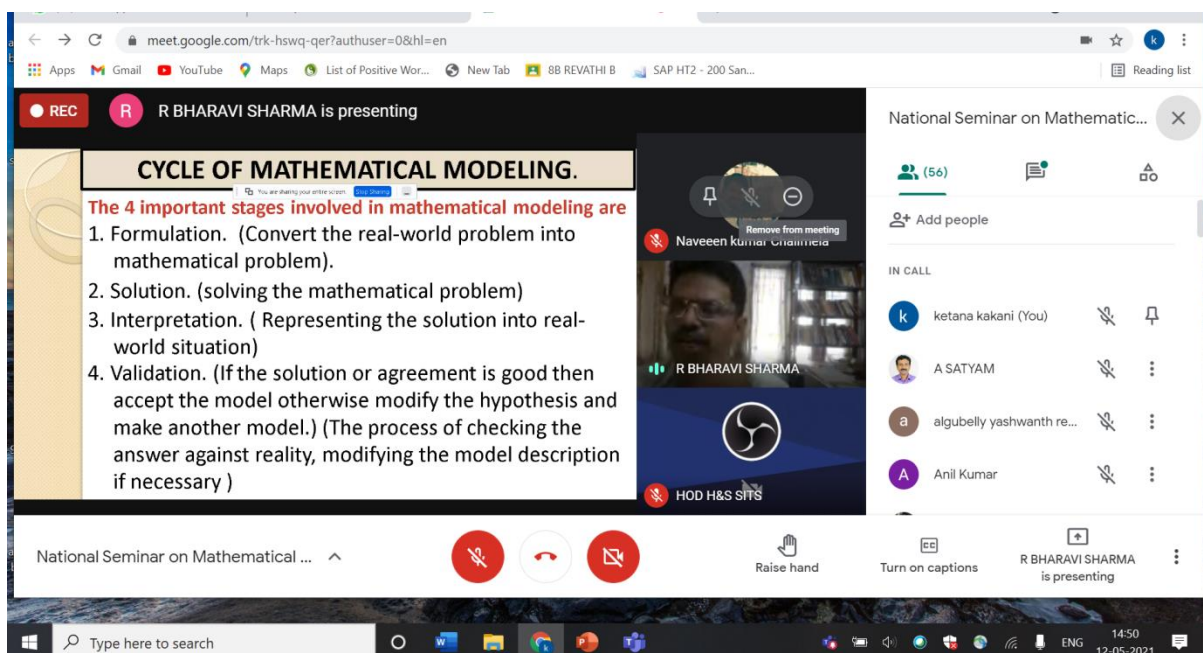 meet.google.com/trk-hswq-qer?authuser=0&hl=en
Apps Gmail YouTube Maps List of Positive Wor... New Tab 8B REVATHI B SAP HT2 - 200 San... Reading list
REC R R BHARAVI SHARMA is presenting
CYCLE OF MATHEMATICAL MODELING.
You are sharing your entire screen. Stop Sharing
The 4 important stages involved in mathematical modeling are
1. Formulation. (Convert the real-world problem into
mathematical problem).
2. Solution. (solving the mathematical problem)
3. Interpretation. ( Representing the solution into real-
world situation)
4. Validation. (If the solution or agreement is good then
accept the model otherwise modify the hypothesis and
make another model.) (The process of checking the
answer against reality, modifying the model description
if necessary )
Remove from meeting
Naveeen kumar Chalimela
R BHARAVI SHARMA
HOD H&S SITS
National Seminar on Mathematic...
(56)
Add people
IN CALL
k ketana kakani (You)
A SATYAM
a algubelly yashwanth re...
A Anil Kumar
National Seminar on Mathematical ...
Raise hand
Turn on captions
R BHARAVI SHARMA
is presenting
Type here to search
ENG
14:50
12-05-2021